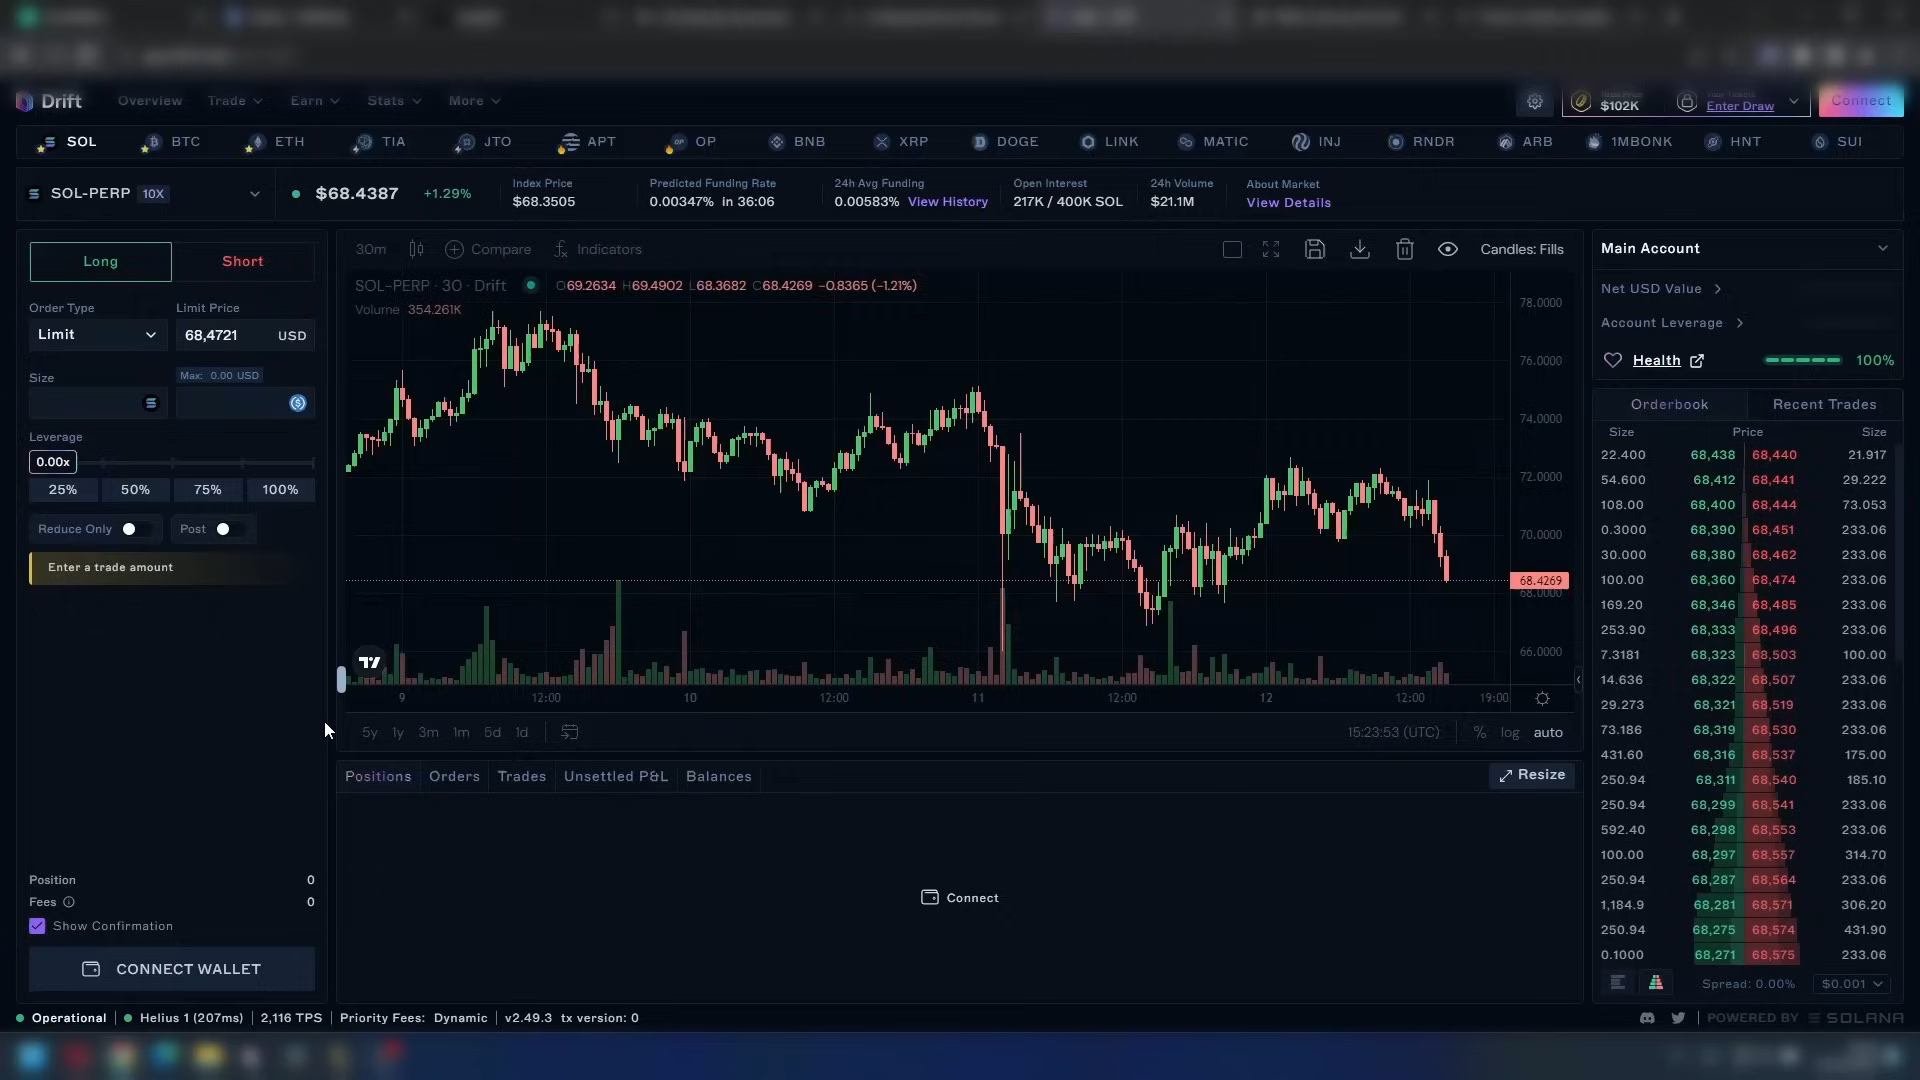 Drift Overview Trade Earn Stats More $102K Enter Draw Connect
SOL BTC ETH TIA JTO APT OP BNB XRP DOGE LINK MATIC INJ RNDR ARB 1MBONK HNT SUI
SOL-PERP 10X $68.4387 +1.29%
Index Price
$68.3505
Predicted Funding Rate
0.00347% in 36:06
24h Avg Funding
0.00583% View History
Open Interest
217K / 400K SOL
24h Volume
$21.1M
About Market
View Details
Long Short
Order Type Limit Price
Limit 68,4721 USD
Size Max: 0.00 USD
Leverage
0.00x
25% 50% 75% 100%
Reduce Only Post
Enter a trade amount
Position 0
Fees 0
Show Confirmation
CONNECT WALLET
30m Compare Indicators Candles: Fills
SOL-PERP · 30 · Drift O69.2634 H69.4902 L68.3682 C68.4269 −0.8365 (−1.21%)
Volume 354.261K
78.0000
76.0000
74.0000
72.0000
70.0000
68.4269
68.0000
66.0000
9 12:00 10 12:00 11 12:00 12 12:00 19:00
5y 1y 3m 1m 5d 1d 15:23:53 (UTC) % log auto
Positions Orders Trades Unsettled P&L Balances Resize
Connect
Main Account
Net USD Value
Account Leverage
Health 100%
Orderbook Recent Trades
Size Price Size
22.400 68,438 68,440 21.917
54.600 68,412 68,441 29.222
108.00 68,400 68,444 73.053
0.3000 68,390 68,451 233.06
30.000 68,380 68,462 233.06
100.00 68,360 68,474 233.06
169.20 68,346 68,485 233.06
253.90 68,333 68,496 233.06
7.3181 68,323 68,503 100.00
14.636 68,322 68,507 233.06
29.273 68,321 68,519 233.06
73.186 68,319 68,530 233.06
431.60 68,316 68,537 175.00
250.94 68,311 68,540 185.10
250.94 68,299 68,541 233.06
592.40 68,298 68,553 233.06
100.00 68,297 68,557 314.70
250.94 68,287 68,564 233.06
1,184.9 68,281 68,571 306.20
250.94 68,275 68,574 431.90
0.1000 68,271 68,575 233.06
Spread: 0.00% $0.001
Operational Helius 1 (207ms) 2,116 TPS Priority Fees: Dynamic v2.49.3 tx version: 0 POWERED BY SOLANA